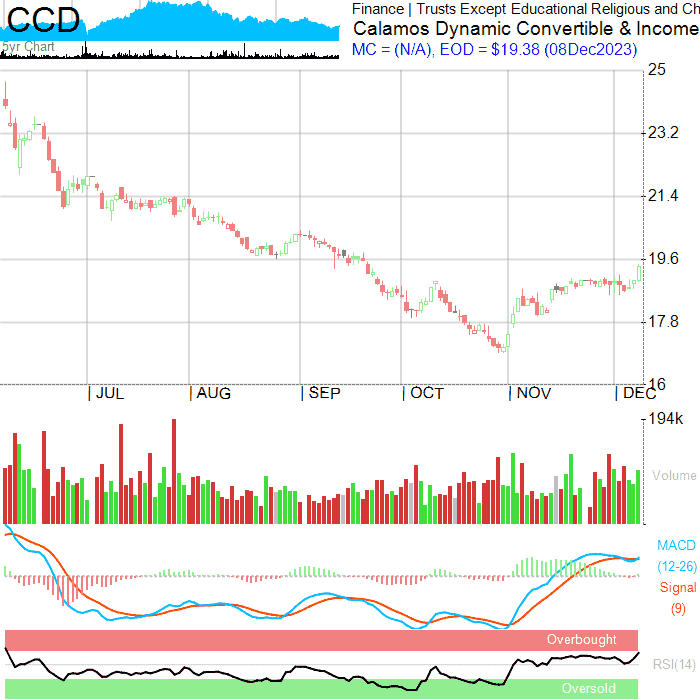 CCD
5yr Chart
Finance | Trusts Except Educational Religious and Ch
Calamos Dynamic Convertible & Income
MC = (N/A), EOD = $19.38 (08Dec2023)
25
23.2
21.4
19.6
17.8
16
| JUL | AUG | SEP | OCT | NOV | DEC
194k
Volume
MACD
(12-26)
Signal
(9)
Overbought
RSI(14)
Oversold